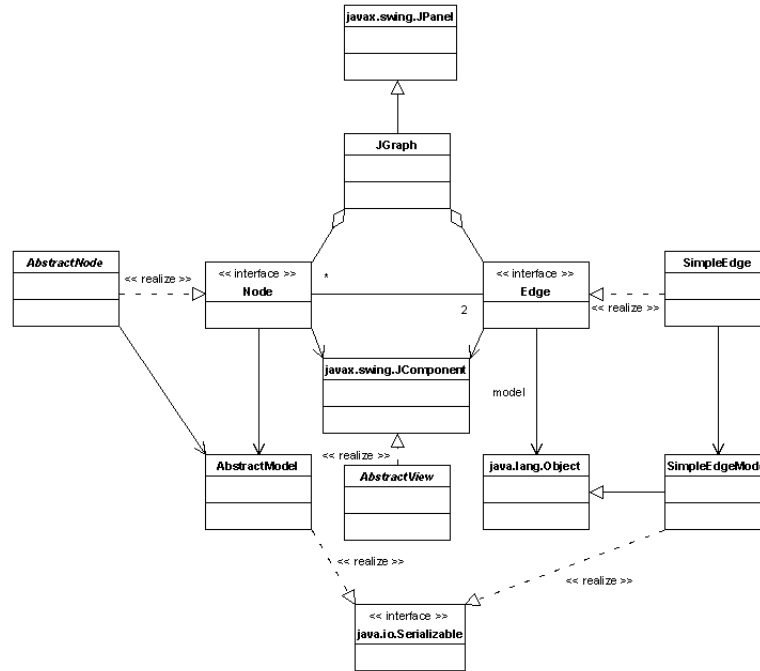 javax.swing.JPanel
JGraph
AbstractNode
<< realize >>
<< interface >>
Node
*
2
<< interface >>
Edge
<< realize >>
SimpleEdge
javax.swing.JComponent
model
<< realize >>
AbstractModel
AbstractView
java.lang.Object
SimpleEdgeMode
<< realize >>
<< realize >>
<< interface >>
java.io.Serializable